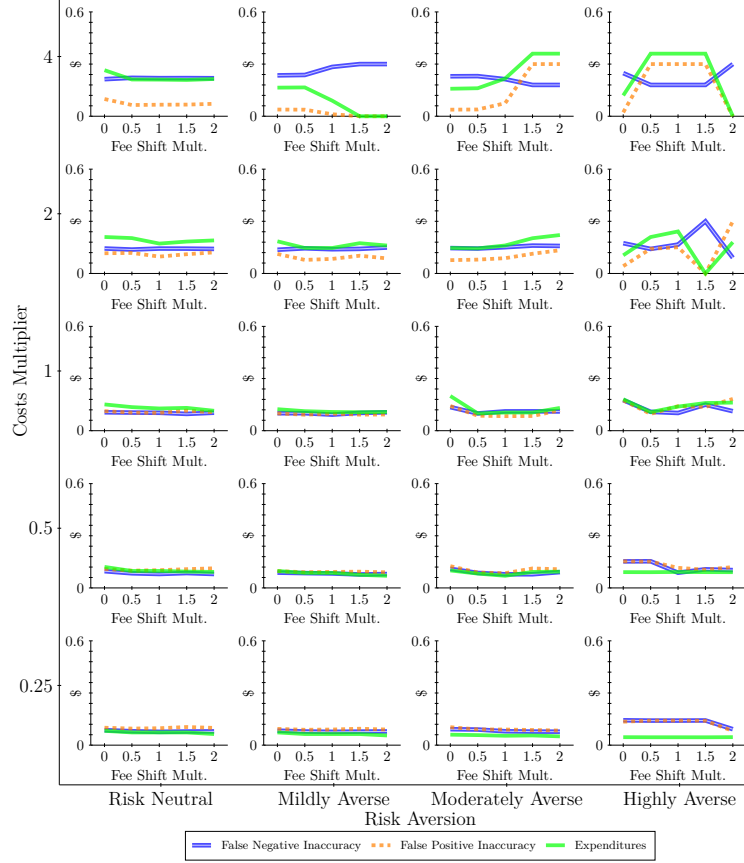 0.6 0.6 0.6 0.6
4 $ $ $ $
0 0 0 0
0 0.5 1 1.5 2 0 0.5 1 1.5 2 0 0.5 1 1.5 2 0 0.5 1 1.5 2
Fee Shift Mult. Fee Shift Mult. Fee Shift Mult. Fee Shift Mult.
0.6 0.6 0.6 0.6
2 $ $ $ $
0 0 0 0
0 0.5 1 1.5 2 0 0.5 1 1.5 2 0 0.5 1 1.5 2 0 0.5 1 1.5 2
Fee Shift Mult. Fee Shift Mult. Fee Shift Mult. Fee Shift Mult.
Costs Multiplier
0.6 0.6 0.6 0.6
1 $ $ $ $
0 0 0 0
0 0.5 1 1.5 2 0 0.5 1 1.5 2 0 0.5 1 1.5 2 0 0.5 1 1.5 2
Fee Shift Mult. Fee Shift Mult. Fee Shift Mult. Fee Shift Mult.
0.6 0.6 0.6 0.6
0.5 $ $ $ $
0 0 0 0
0 0.5 1 1.5 2 0 0.5 1 1.5 2 0 0.5 1 1.5 2 0 0.5 1 1.5 2
Fee Shift Mult. Fee Shift Mult. Fee Shift Mult. Fee Shift Mult.
0.6 0.6 0.6 0.6
0.25 $ $ $ $
0 0 0 0
0 0.5 1 1.5 2 0 0.5 1 1.5 2 0 0.5 1 1.5 2 0 0.5 1 1.5 2
Fee Shift Mult. Fee Shift Mult. Fee Shift Mult. Fee Shift Mult.
Risk Neutral Mildly Averse Moderately Averse Highly Averse
Risk Aversion
False Negative Inaccuracy False Positive Inaccuracy Expenditures